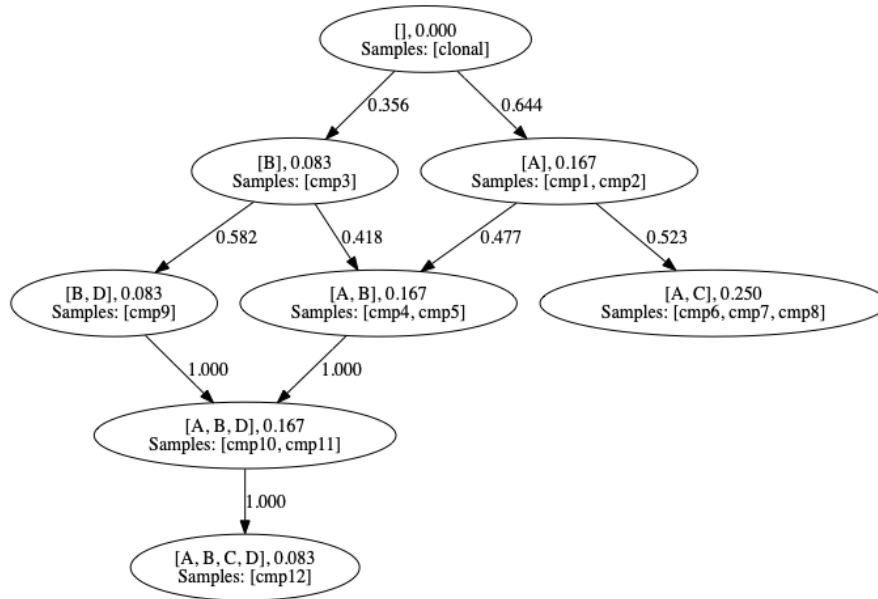 [], 0.000
Samples: [clonal]
0.356
0.644
[B], 0.083
Samples: [cmp3]
[A], 0.167
Samples: [cmp1, cmp2]
0.582
0.418
0.477
0.523
[B, D], 0.083
Samples: [cmp9]
[A, B], 0.167
Samples: [cmp4, cmp5]
[A, C], 0.250
Samples: [cmp6, cmp7, cmp8]
1.000
1.000
[A, B, D], 0.167
Samples: [cmp10, cmp11]
1.000
[A, B, C, D], 0.083
Samples: [cmp12]